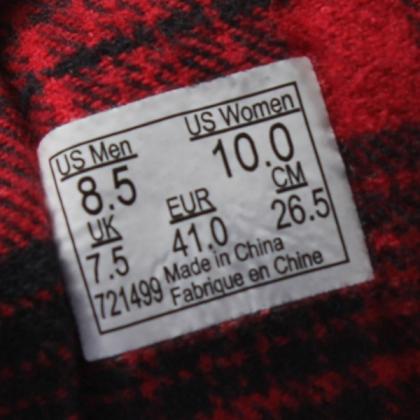 US Men US Women
8.5 10.0
UK EUR CM
7.5 41.0 26.5
721499 Made in China
Fabrique en Chine